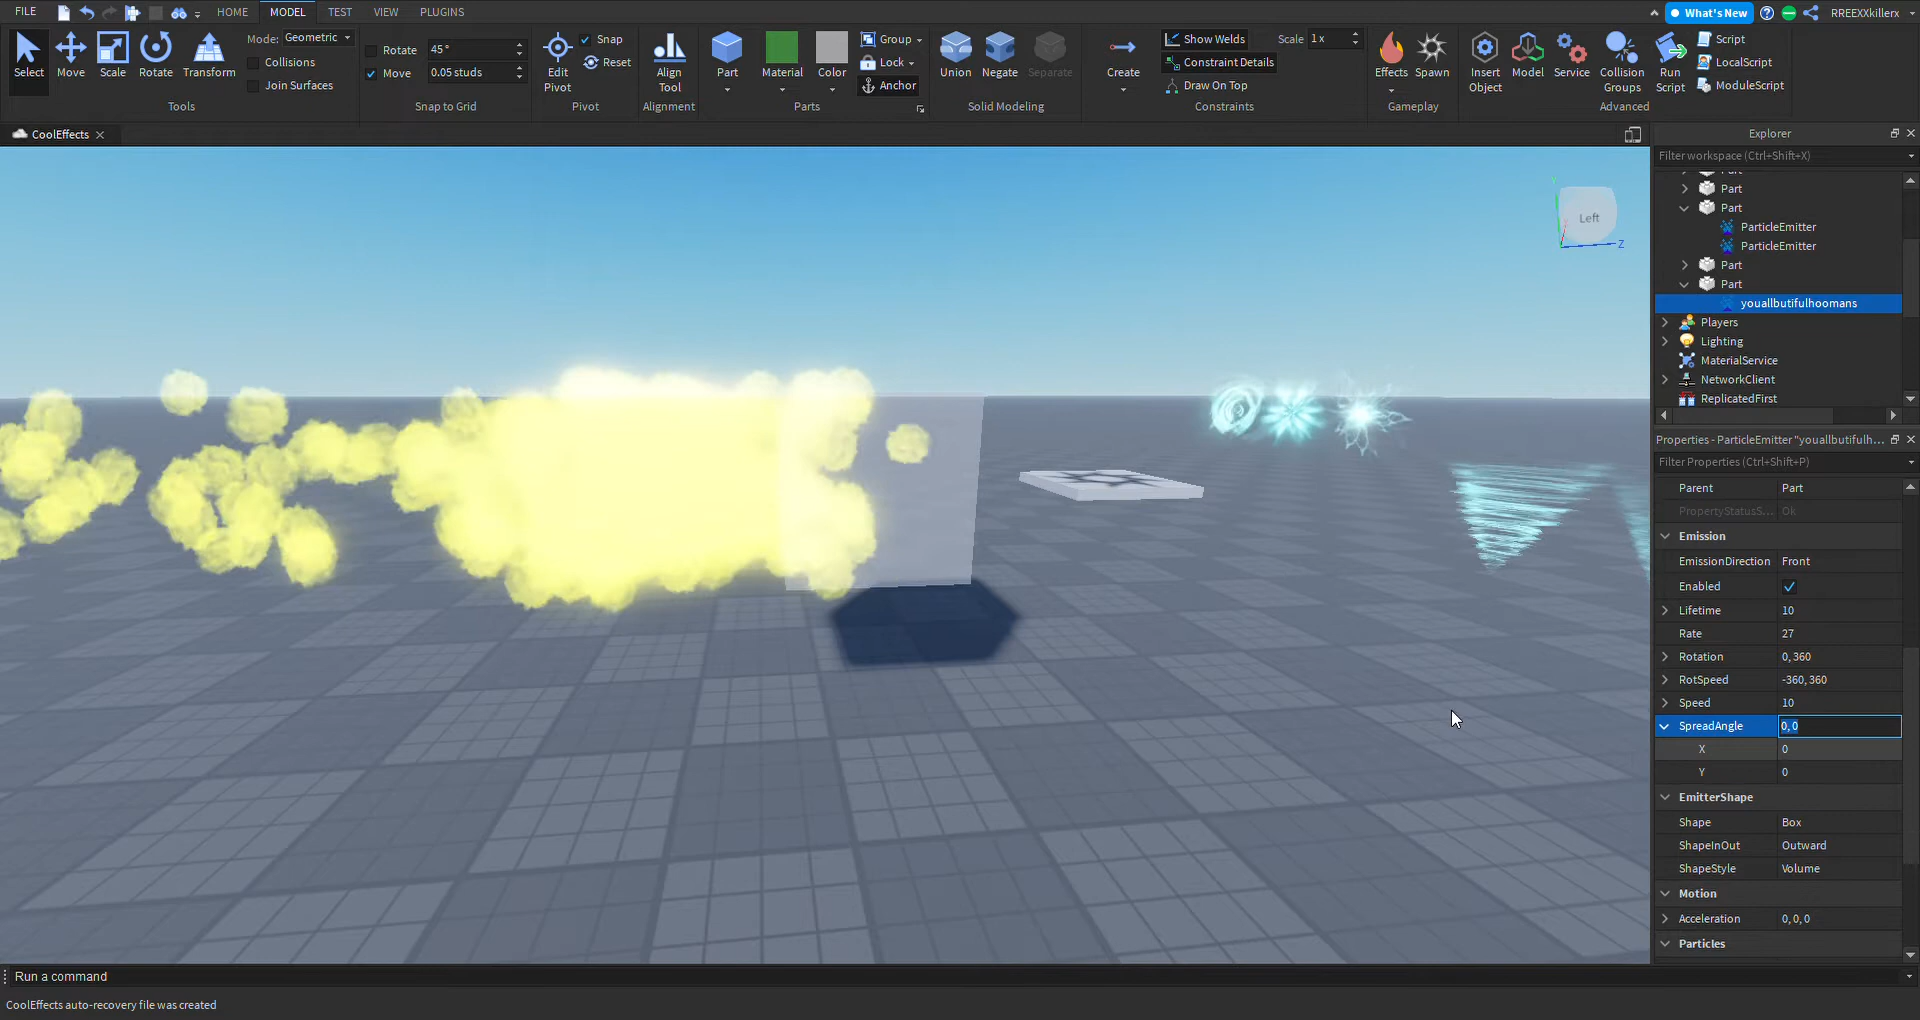 FILE HOME MODEL TEST VIEW PLUGINS What's New RREEXXkillerx
Select Move Scale Rotate Transform
Mode: Geometric
Collisions
Join Surfaces
Tools
Rotate 45°
Move 0.05 studs
Snap to Grid
Edit Pivot
Snap
Reset
Pivot
Align Tool
Alignment
Part Material Color
Group
Lock
Anchor
Parts
Union Negate Separate
Solid Modeling
Create
Show Welds
Constraint Details
Draw On Top
Scale 1 x
Constraints
Effects Spawn
Gameplay
Insert Object
Model
Service
Collision Groups
Run Script
Script
LocalScript
ModuleScript
Advanced
CoolEffects
Left
Y
Z
Explorer
Filter workspace (Ctrl+Shift+X)
Part
Part
Part
ParticleEmitter
ParticleEmitter
Part
Part
youallbutifulhoomans
Players
Lighting
MaterialService
NetworkClient
ReplicatedFirst
Properties - ParticleEmitter "youallbutifulh...
Filter Properties (Ctrl+Shift+P)
Parent Part
PropertyStatusS... Ok
Emission
EmissionDirection Front
Enabled
Lifetime 10
Rate 27
Rotation 0, 360
RotSpeed -360, 360
Speed 10
SpreadAngle 0, 0
X 0
Y 0
EmitterShape
Shape Box
ShapeInOut Outward
ShapeStyle Volume
Motion
Acceleration 0, 0, 0
Particles
Run a command
CoolEffects auto-recovery file was created